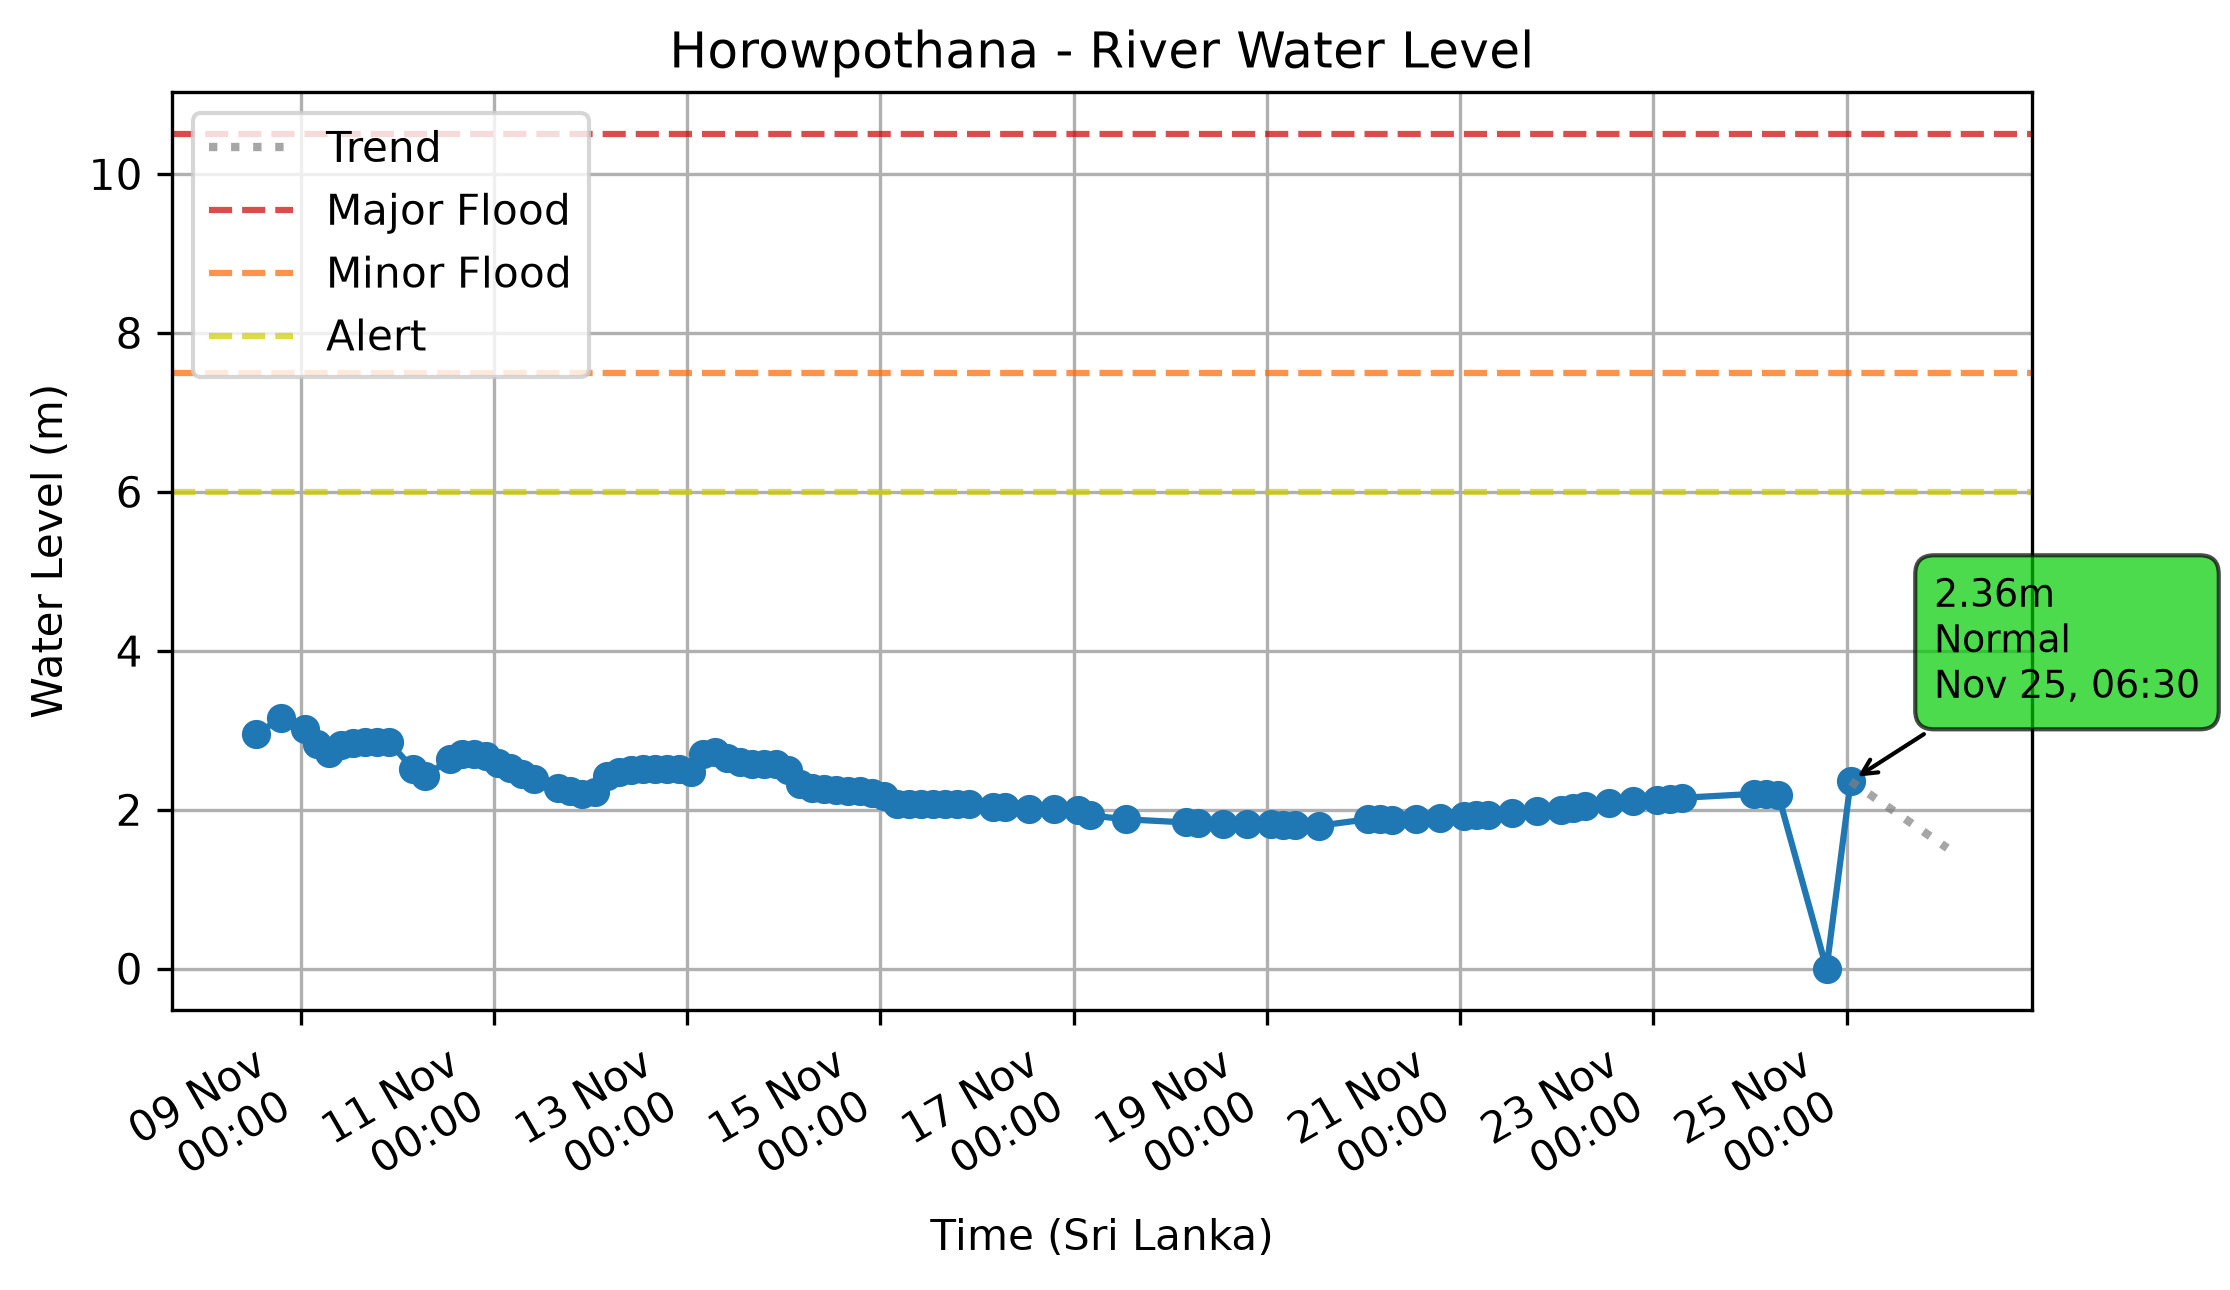 Horowpothana - River Water Level
Trend
Major Flood
Minor Flood
Alert
10
8
6
4
2
0
Water Level (m)
2.36m
Normal
Nov 25, 06:30
09 Nov
00:00
11 Nov
00:00
13 Nov
00:00
15 Nov
00:00
17 Nov
00:00
19 Nov
00:00
21 Nov
00:00
23 Nov
00:00
25 Nov
00:00
Time (Sri Lanka)